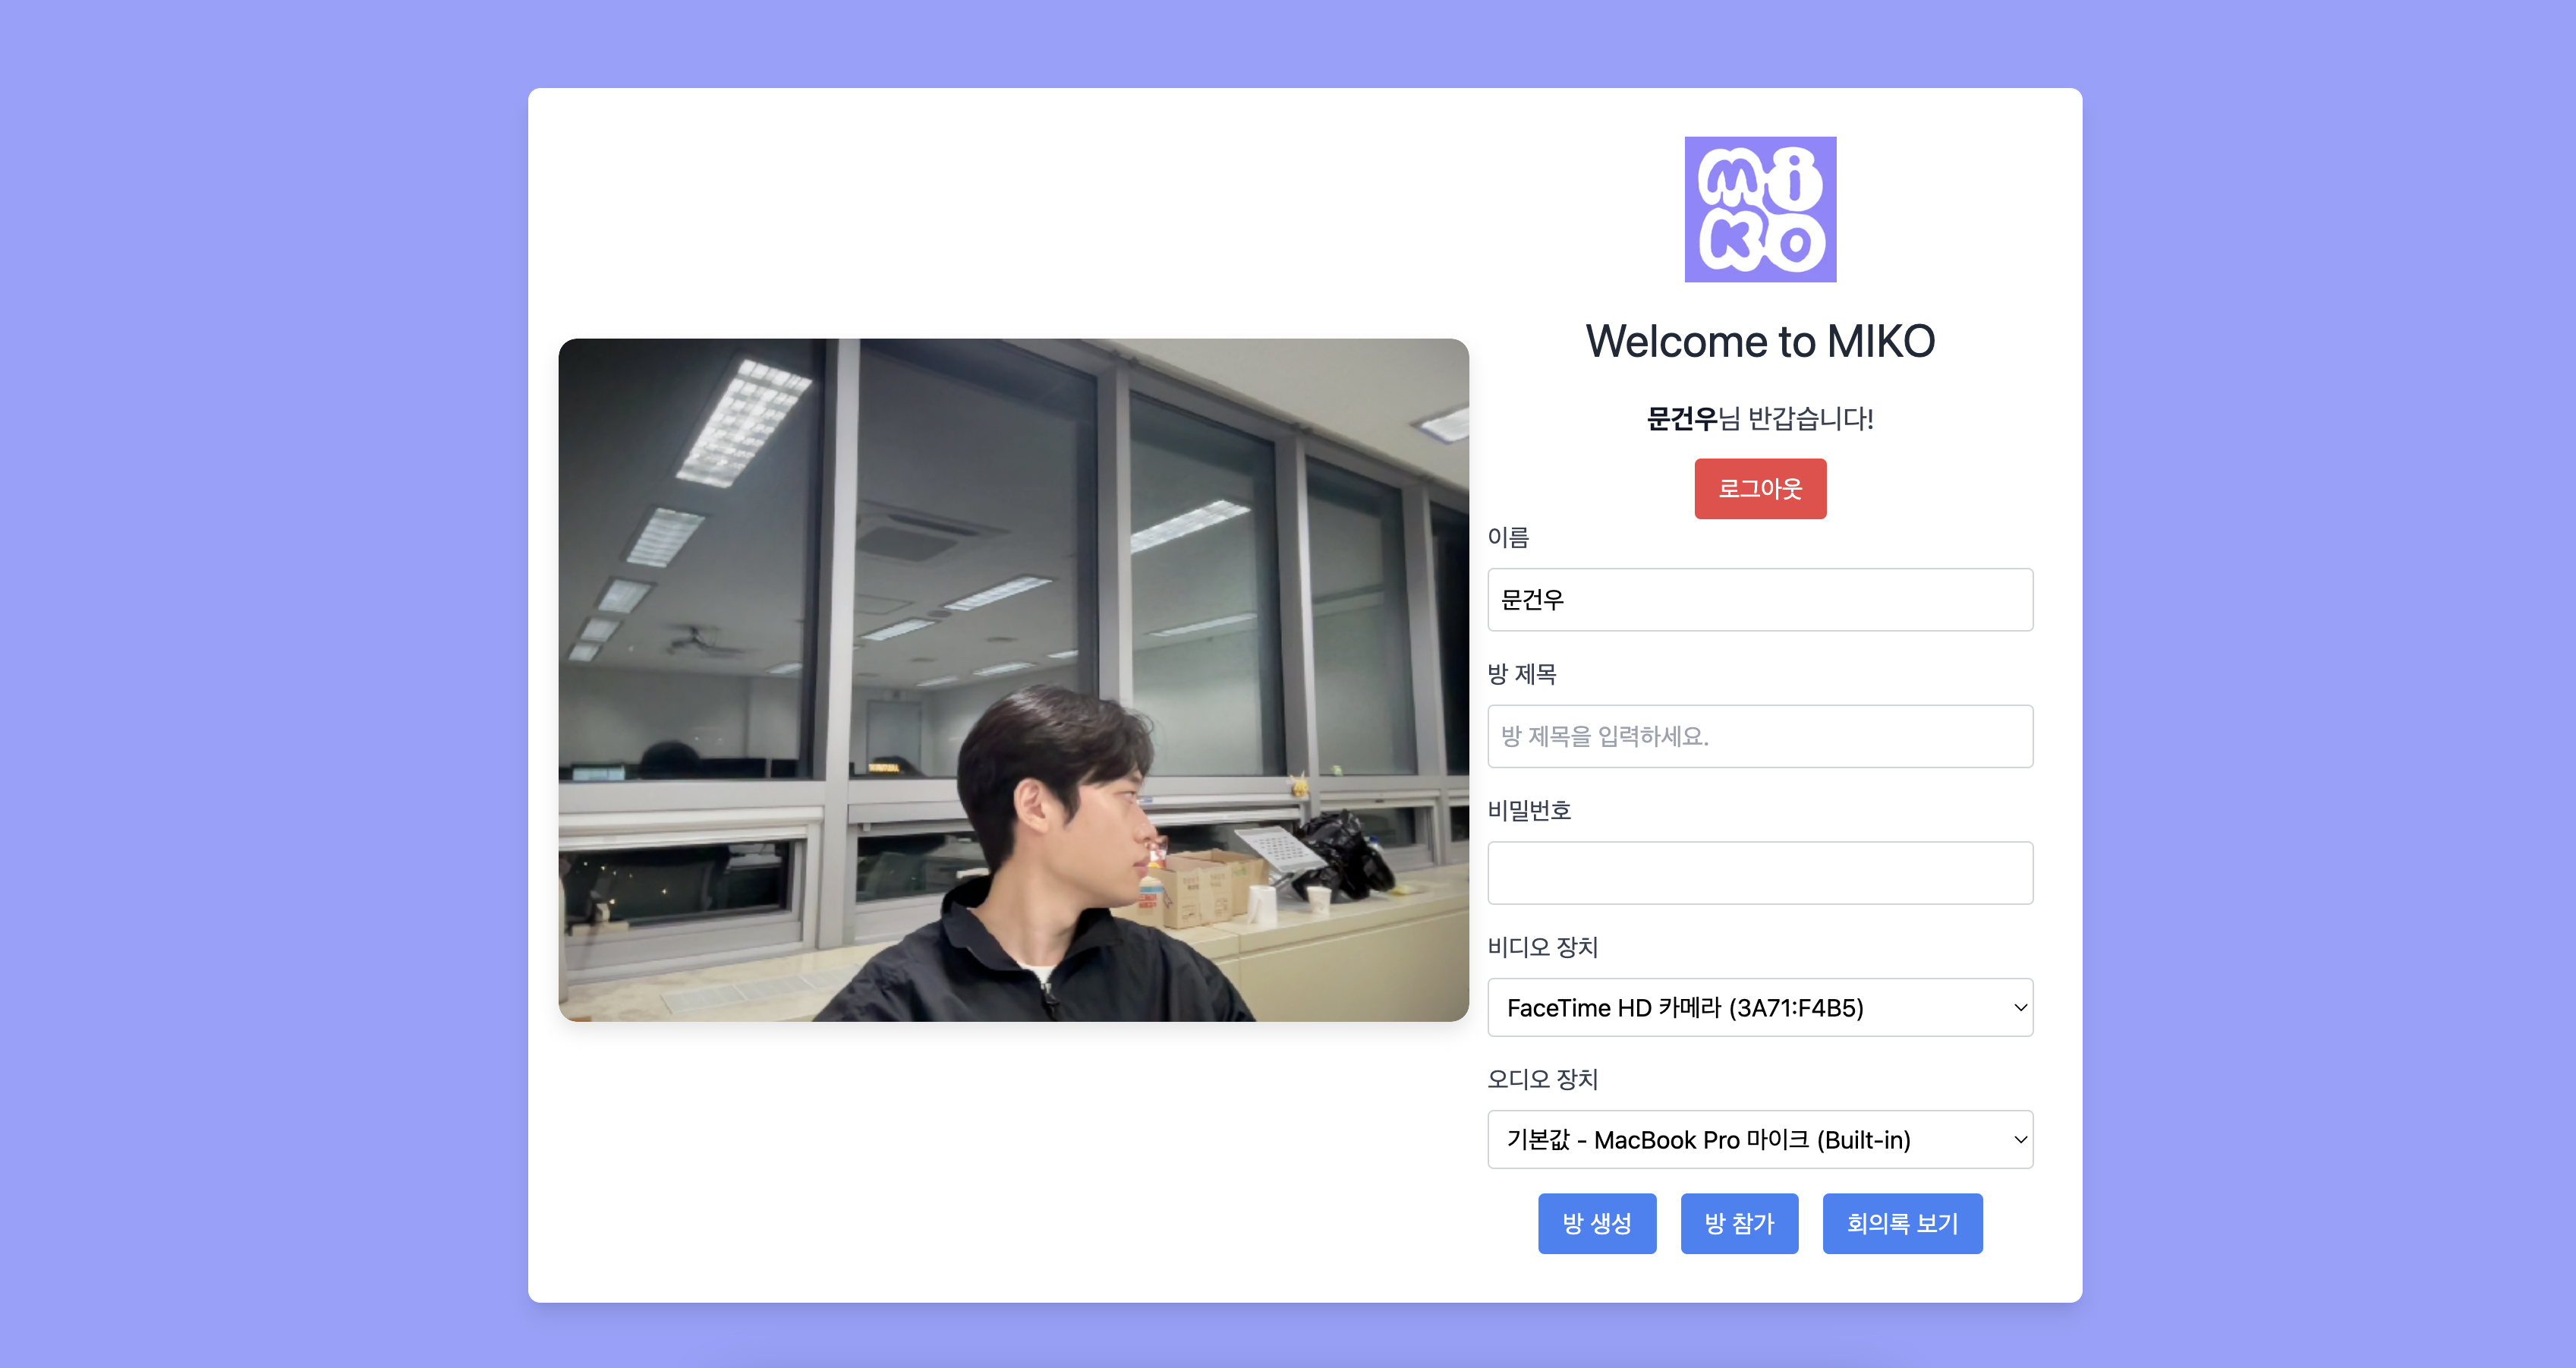 MIKO
Welcome to MIKO
문건우님 반갑습니다!
로그아웃
이름
문건우
방 제목
방 제목을 입력하세요.
비밀번호
비디오 장치
FaceTime HD 카메라 (3A71:F4B5)
오디오 장치
기본값 - MacBook Pro 마이크 (Built-in)
방 생성 방 참가 회의록 보기